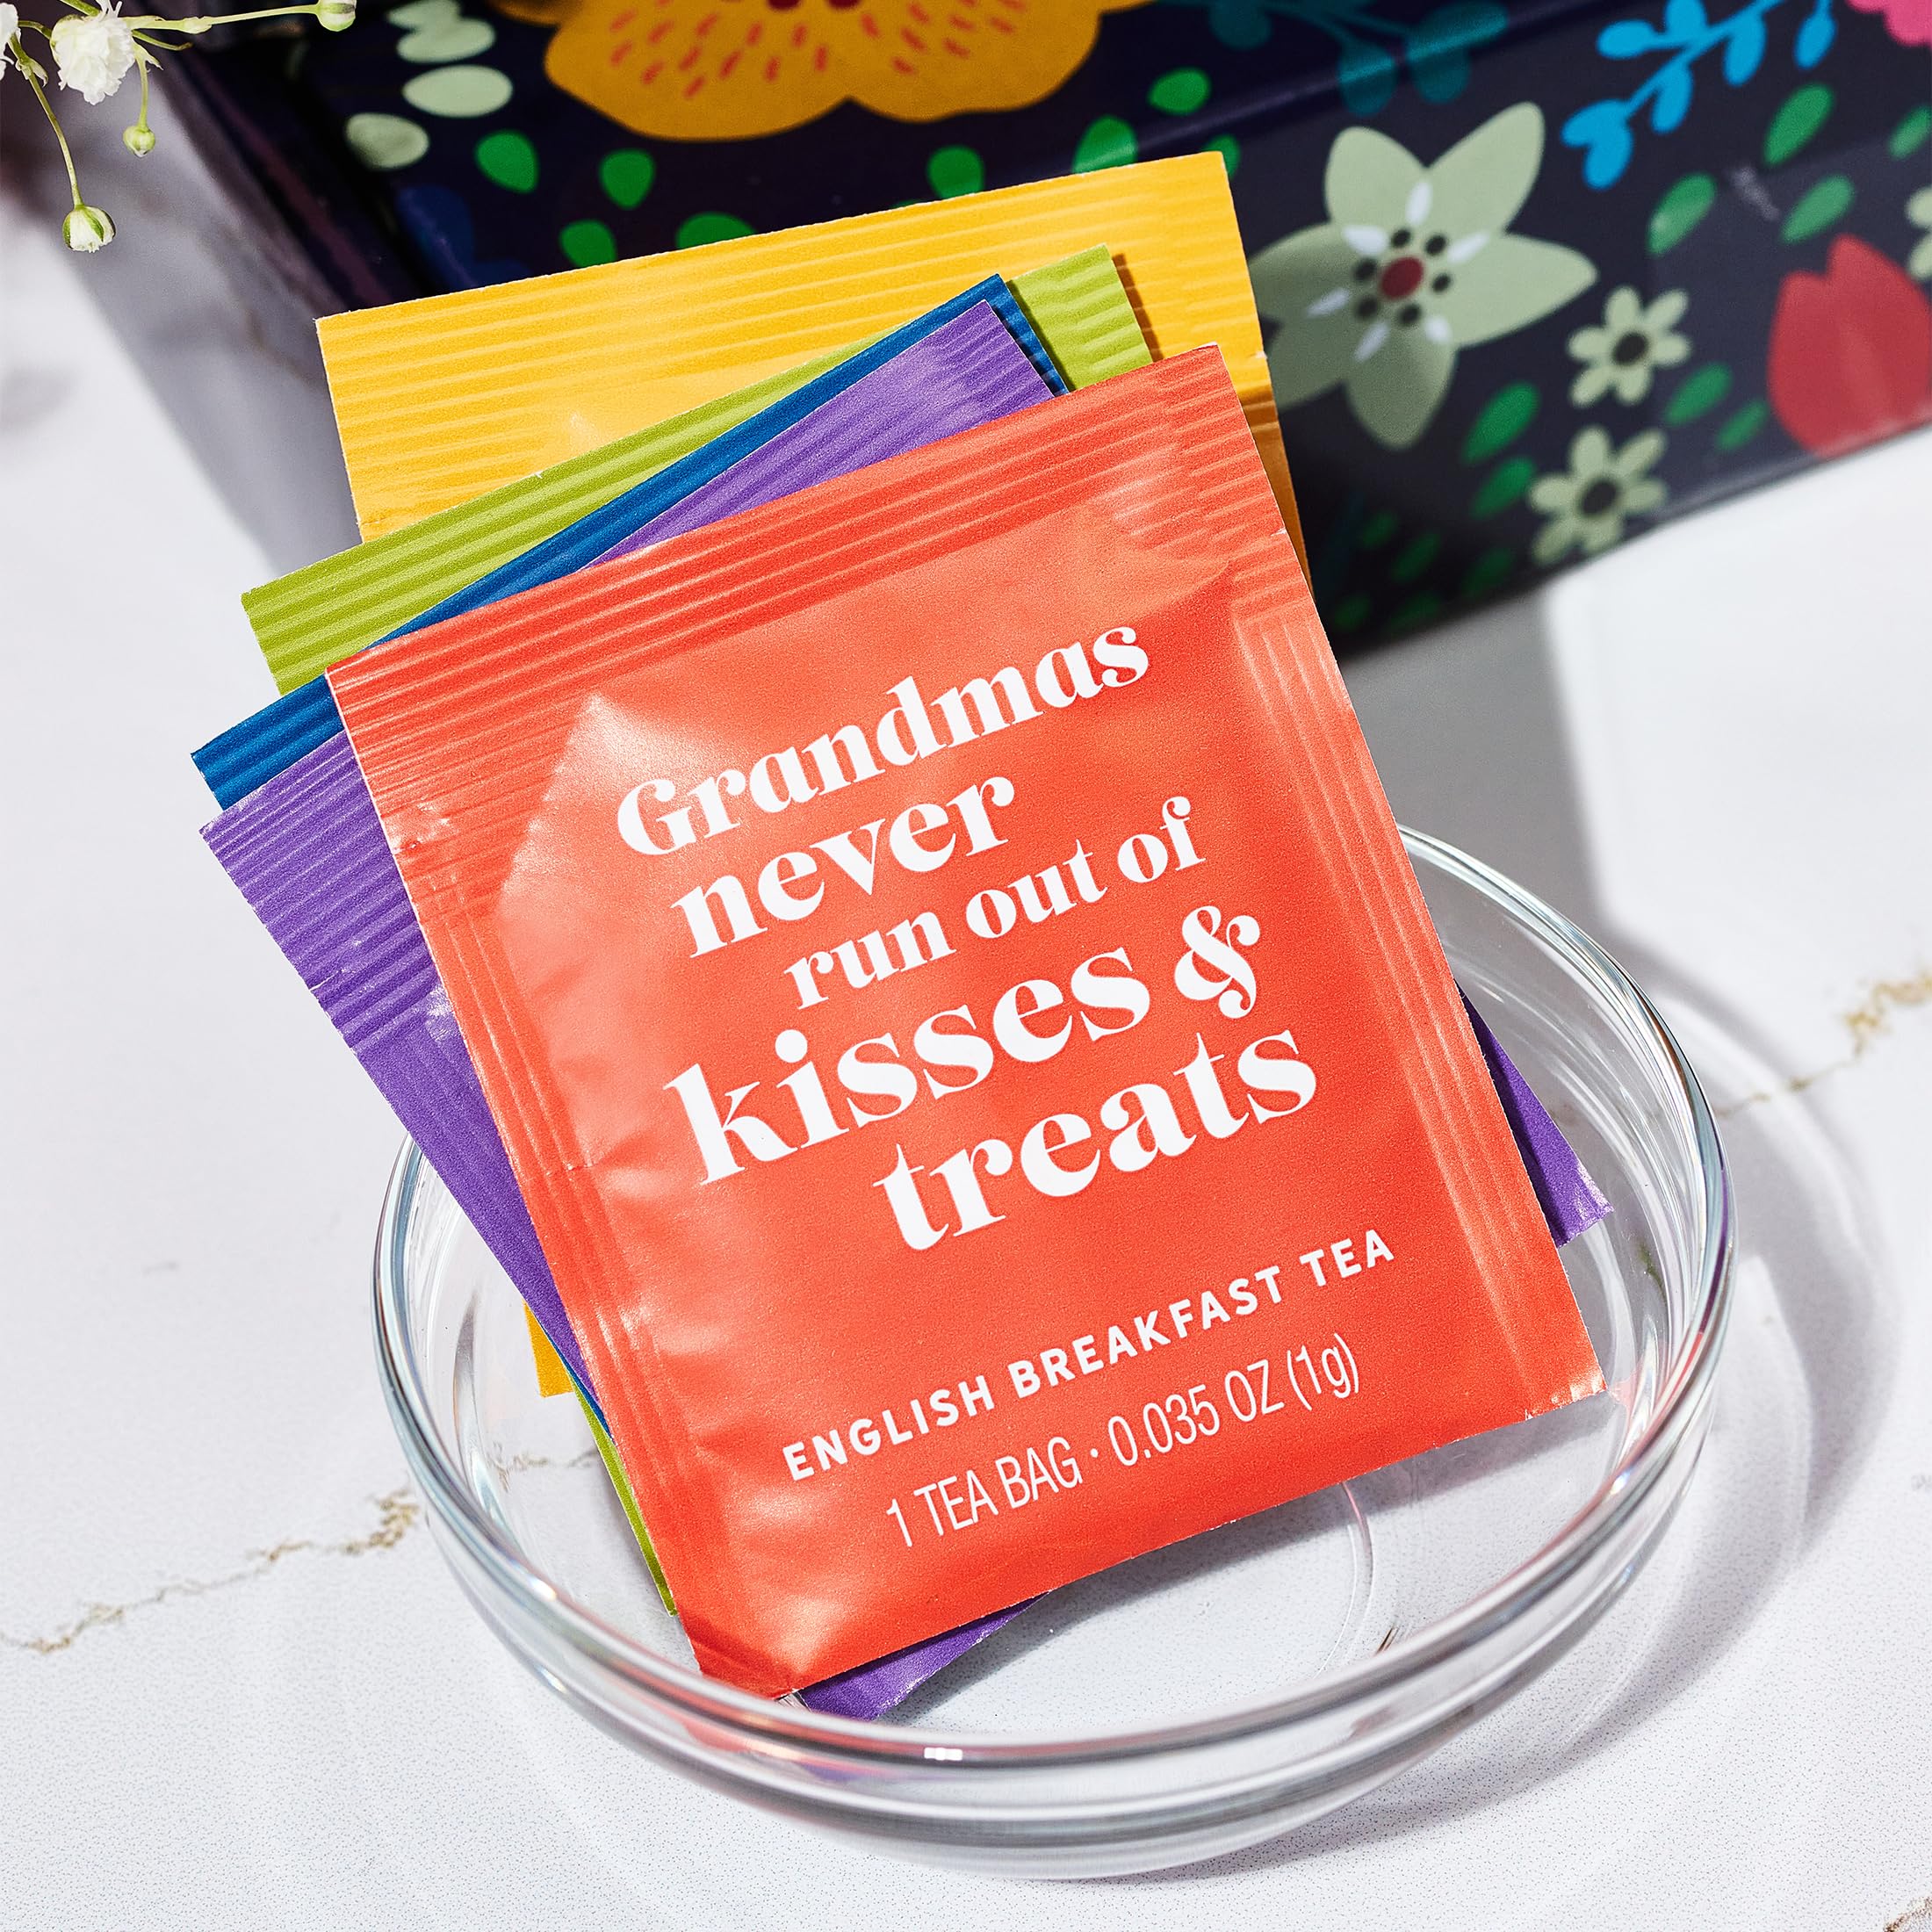 Grandmas
never
run out of
kisses &
treats
ENGLISH BREAKFAST TEA
1 TEA BAG · 0.035 OZ (1g)